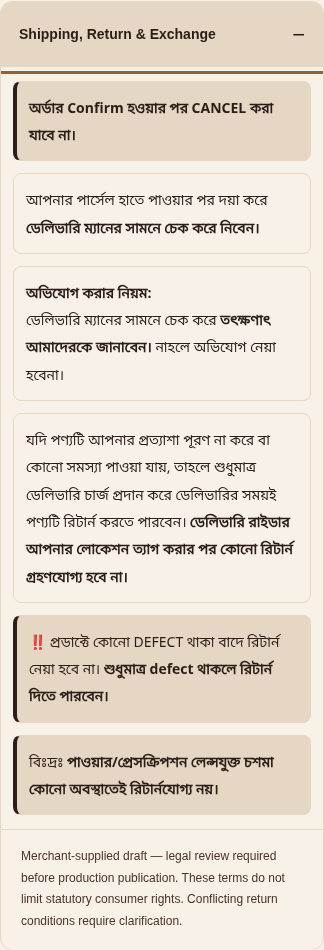 Shipping, Return & Exchange
অর্ডার Confirm হওয়ার পর CANCEL করা
যাবে না।
আপনার পার্সেল হাতে পাওয়ার পর দয়া করে
ডেলিভারি ম্যানের সামনে চেক করে নিবেন।
অভিযোগ করার নিয়ম:
ডেলিভারি ম্যানের সামনে চেক করে তৎক্ষণাৎ
আমাদেরকে জানাবেন। নাহলে অভিযোগ নেয়া
হবেনা।
যদি পণ্যটি আপনার প্রত্যাশা পূরণ না করে বা
কোনো সমস্যা পাওয়া যায়, তাহলে শুধুমাত্র
ডেলিভারি চার্জ প্রদান করে ডেলিভারির সময়ই
পণ্যটি রিটার্ন করতে পারবেন। ডেলিভারি রাইডার
আপনার লোকেশন ত্যাগ করার পর কোনো রিটার্ন
গ্রহণযোগ্য হবে না।
‼️ প্রডাক্টে কোনো DEFECT থাকা বাদে রিটার্ন
নেয়া হবে না। শুধুমাত্র defect থাকলে রিটার্ন
দিতে পারবেন।
বিঃদ্রঃ পাওয়ার/প্রেসক্রিপশন লেন্সযুক্ত চশমা
কোনো অবস্থাতেই রিটার্নযোগ্য নয়।
Merchant-supplied draft — legal review required
before production publication. These terms do not
limit statutory consumer rights. Conflicting return
conditions require clarification.